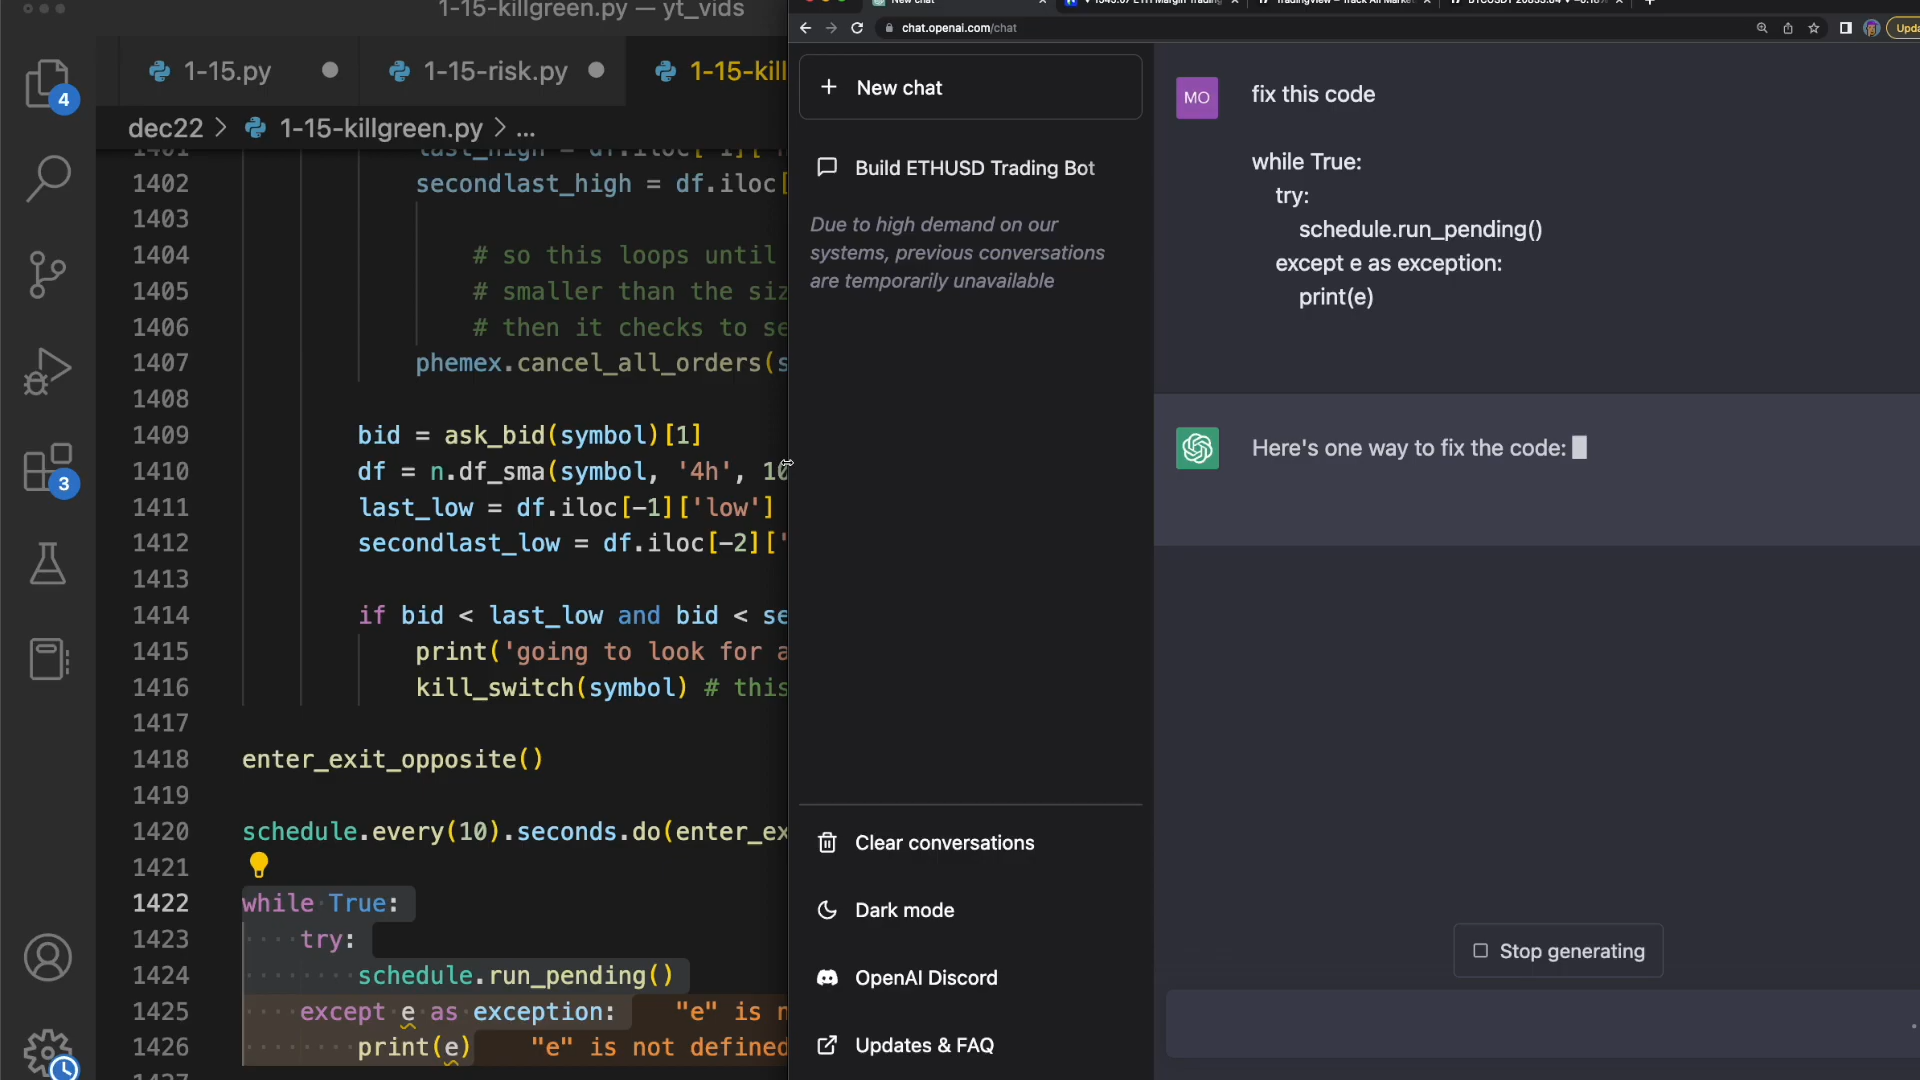 1-15-killgreen.py — yt_vids
4
1-15.py
1-15-risk.py
1-15-kill
dec22 > 1-15-killgreen.py > ...
1401
1402 secondlast_high = df.iloc[
1403
1404 # so this loops until
1405 # smaller than the siz
1406 # then it checks to se
1407 phemex.cancel_all_orders(s
1408
1409 bid = ask_bid(symbol)[1]
1410 df = n.df_sma(symbol, '4h', 10
1411 last_low = df.iloc[-1]['low']
1412 secondlast_low = df.iloc[-2]['
1413
1414 if bid < last_low and bid < se
1415 print('going to look for a
1416 kill_switch(symbol) # this
1417
1418 enter_exit_opposite()
1419
1420 schedule.every(10).seconds.do(enter_ex
1421
1422 while True:
1423 try:
1424 schedule.run_pending()
1425 except e as exception: "e" is n
1426 print(e) "e" is not defined
3
New chat
chat.openai.com/chat
Upda
New chat
Build ETHUSD Trading Bot
Due to high demand on our
systems, previous conversations
are temporarily unavailable
Clear conversations
Dark mode
OpenAI Discord
Updates & FAQ
MO
fix this code
while True:
try:
schedule.run_pending()
except e as exception:
print(e)
Here's one way to fix the code:
Stop generating